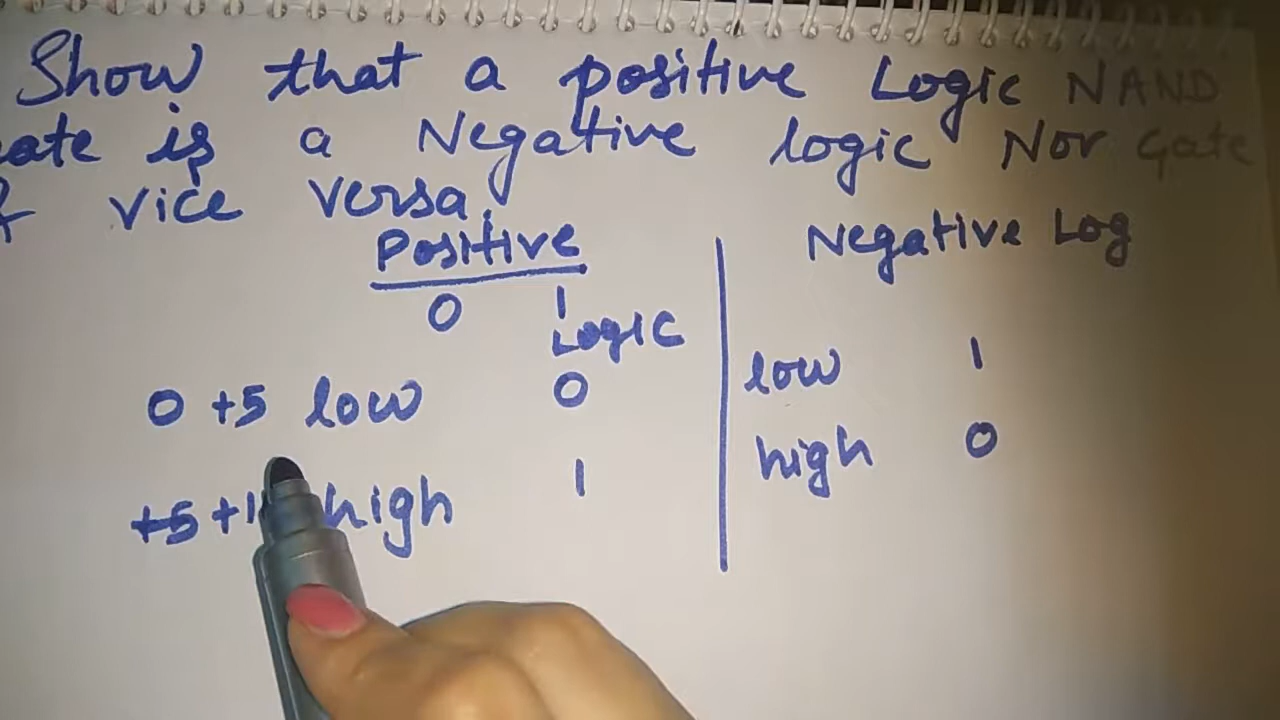 Show that a positive Logic NAND
ate is a Negative logic Nor Gate
vice versa.
Positive
0 1
Logic
0 +5 low 0
+5 +1 high 1
Negative Log
low 1
high 0